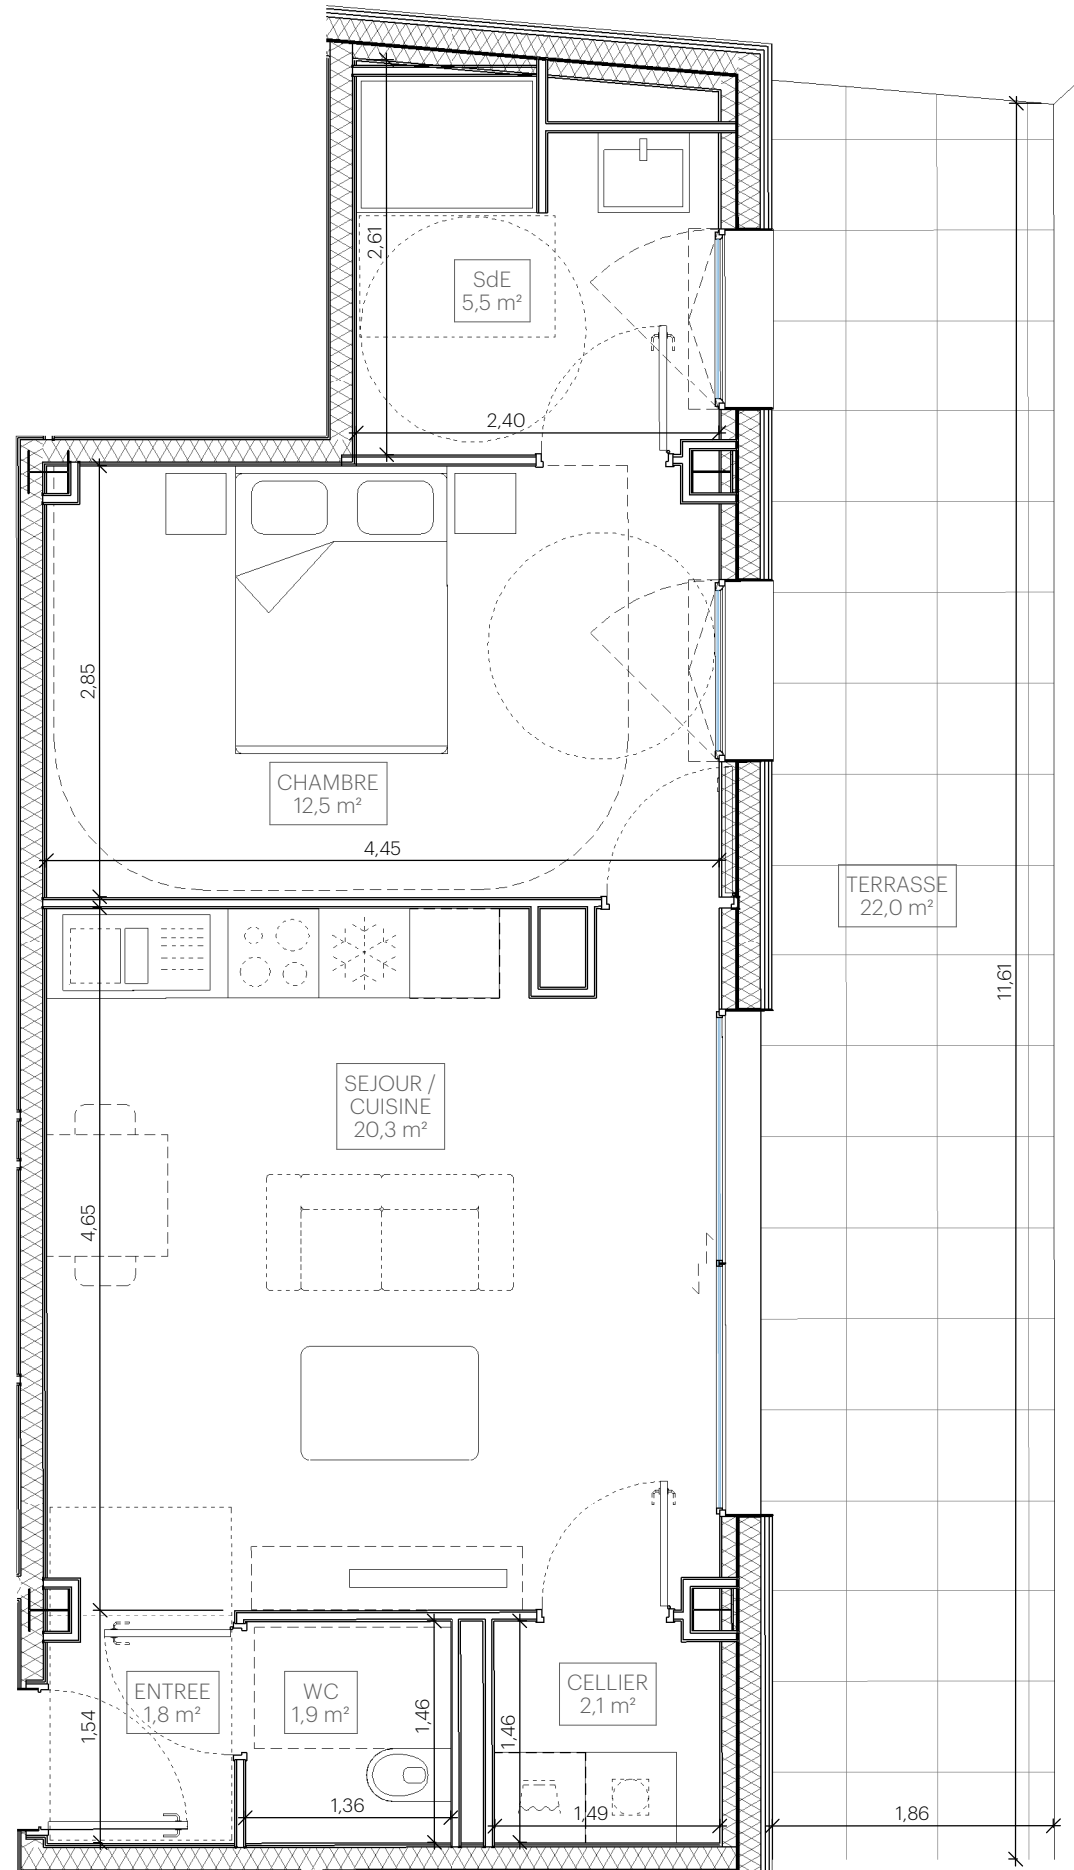 2,61
SdE
5,5 m²
2,40
2,85
CHAMBRE
12,5 m²
4,45
TERRASSE
22,0 m²
11,61
SEJOUR /
CUISINE
20,3 m²
4,65
ENTREE
1,8 m²
WC
1,9 m²
CELLIER
2,1 m²
1,54
1,46
1,46
1,36
1,49
1,86